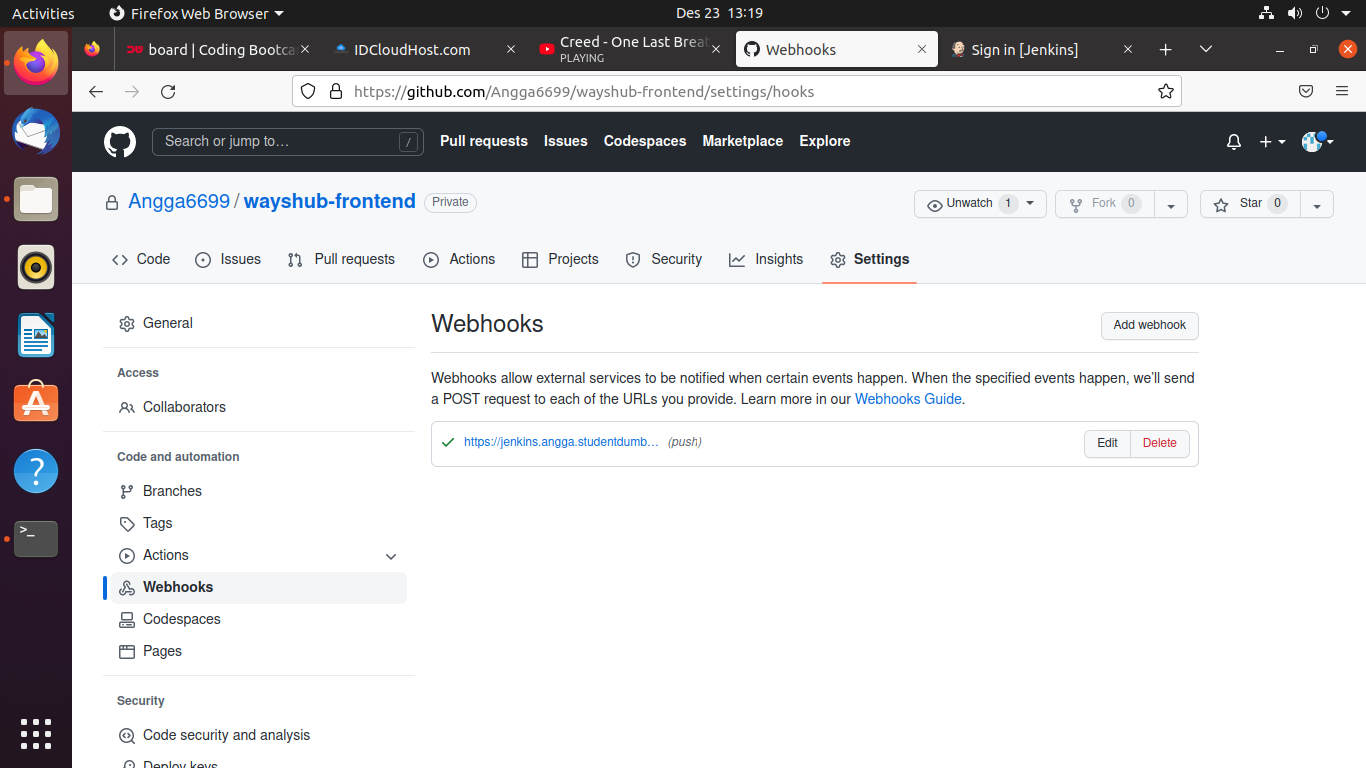 Activities
Firefox Web Browser
Des 23 13:19
board | Coding Bootca
IDCloudHost.com
Creed - One Last Breat
PLAYING
Webhooks
Sign in [Jenkins]
https://github.com/Angga6699/wayshub-frontend/settings/hooks
Search or jump to…
/
Pull requests
Issues
Codespaces
Marketplace
Explore
Angga6699 / wayshub-frontend
Private
Unwatch 1
Fork 0
Star 0
Code
Issues
Pull requests
Actions
Projects
Security
Insights
Settings
General
Access
Collaborators
Code and automation
Branches
Tags
Actions
Webhooks
Codespaces
Pages
Security
Code security and analysis
Deploy keys
Webhooks
Add webhook
Webhooks allow external services to be notified when certain events happen. When the specified events happen, we'll send
a POST request to each of the URLs you provide. Learn more in our Webhooks Guide.
https://jenkins.angga.studentdumb… (push)
Edit
Delete